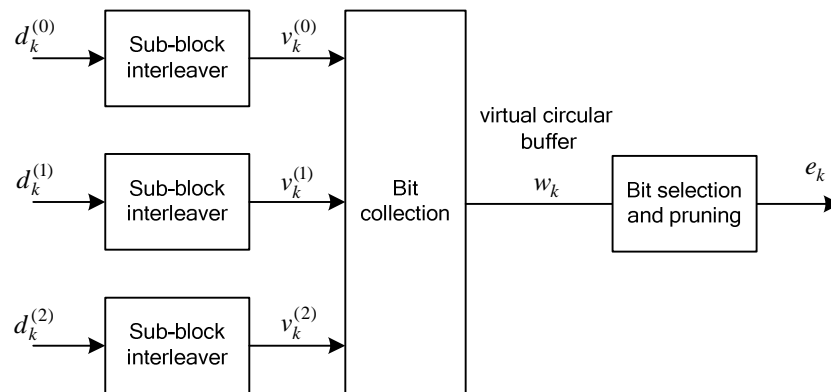 d_k^{(0)}
Sub-block
interleaver
v_k^{(0)}
d_k^{(1)}
Sub-block
interleaver
v_k^{(1)}
d_k^{(2)}
Sub-block
interleaver
v_k^{(2)}
Bit
collection
virtual circular
buffer
w_k
Bit selection
and pruning
e_k